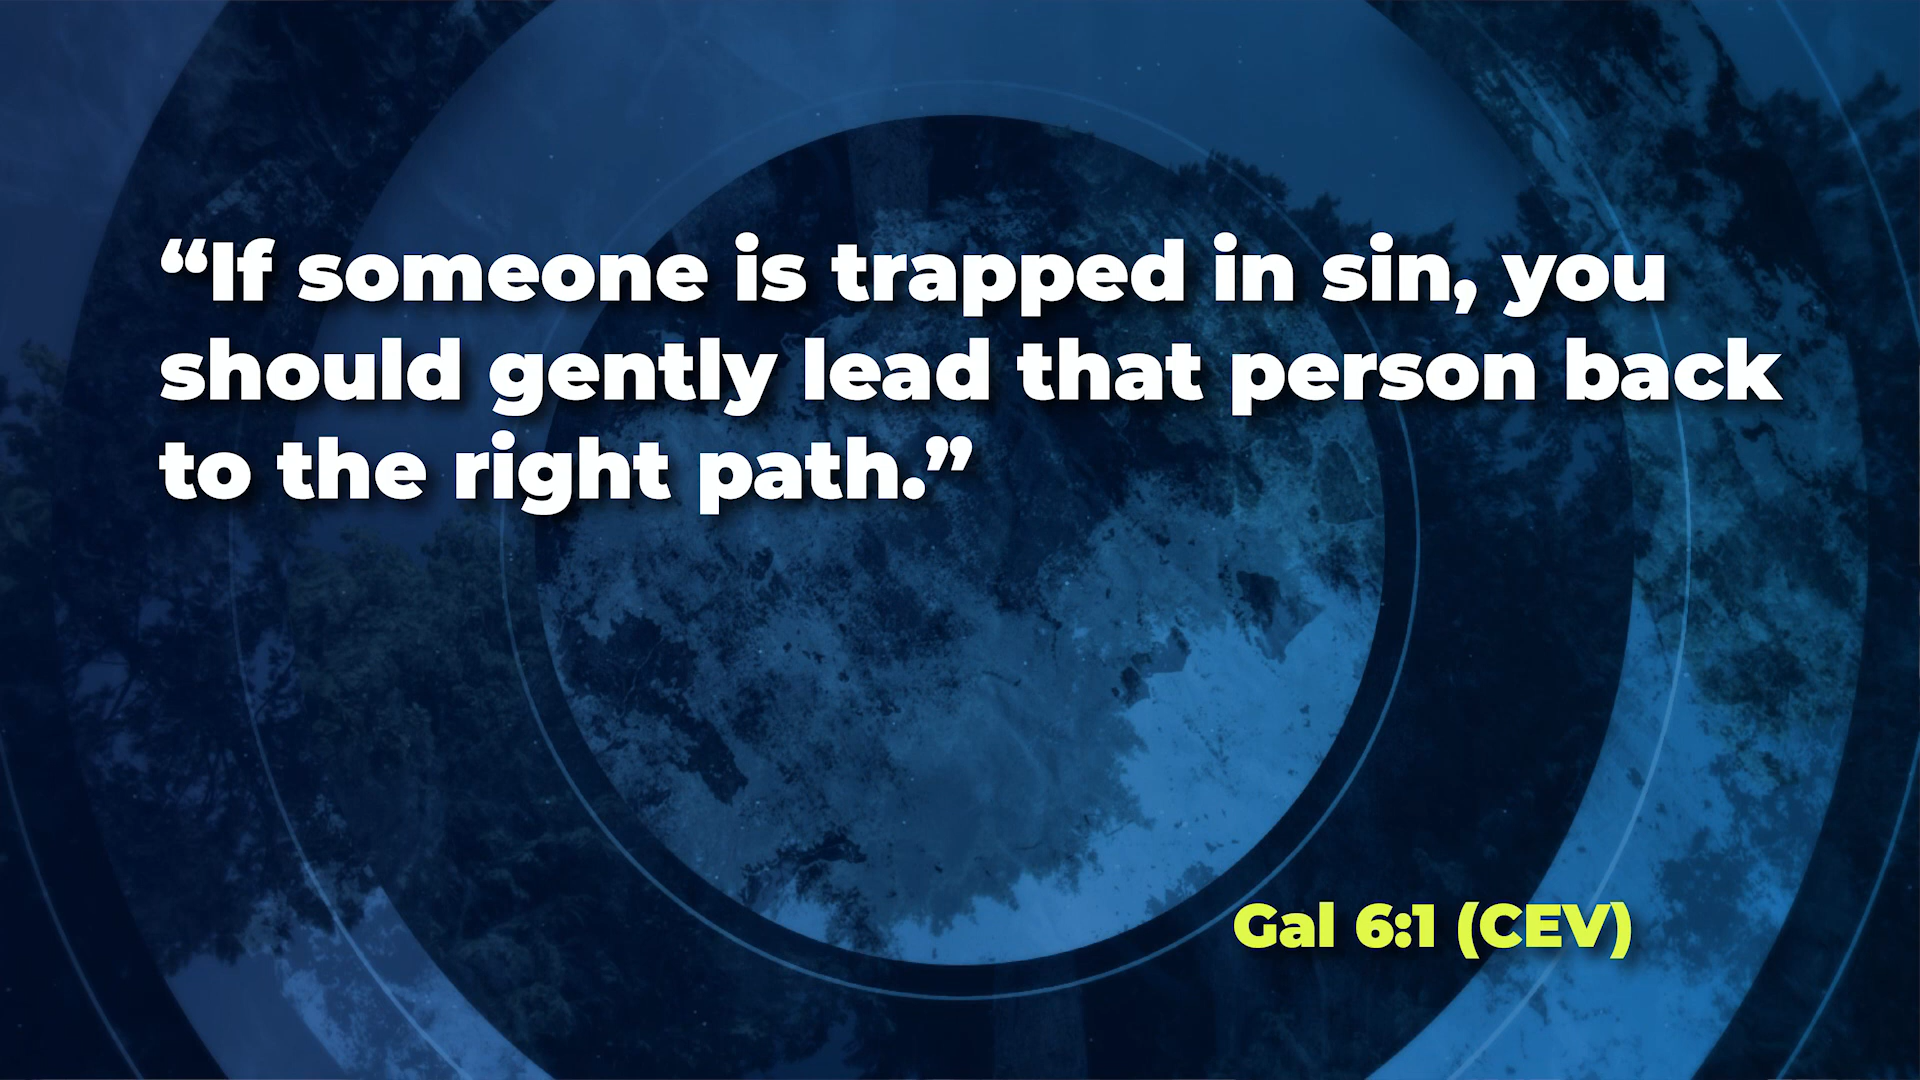 “If someone is trapped in sin, you
should gently lead that person back
to the right path.”
Gal 6:1 (CEV)